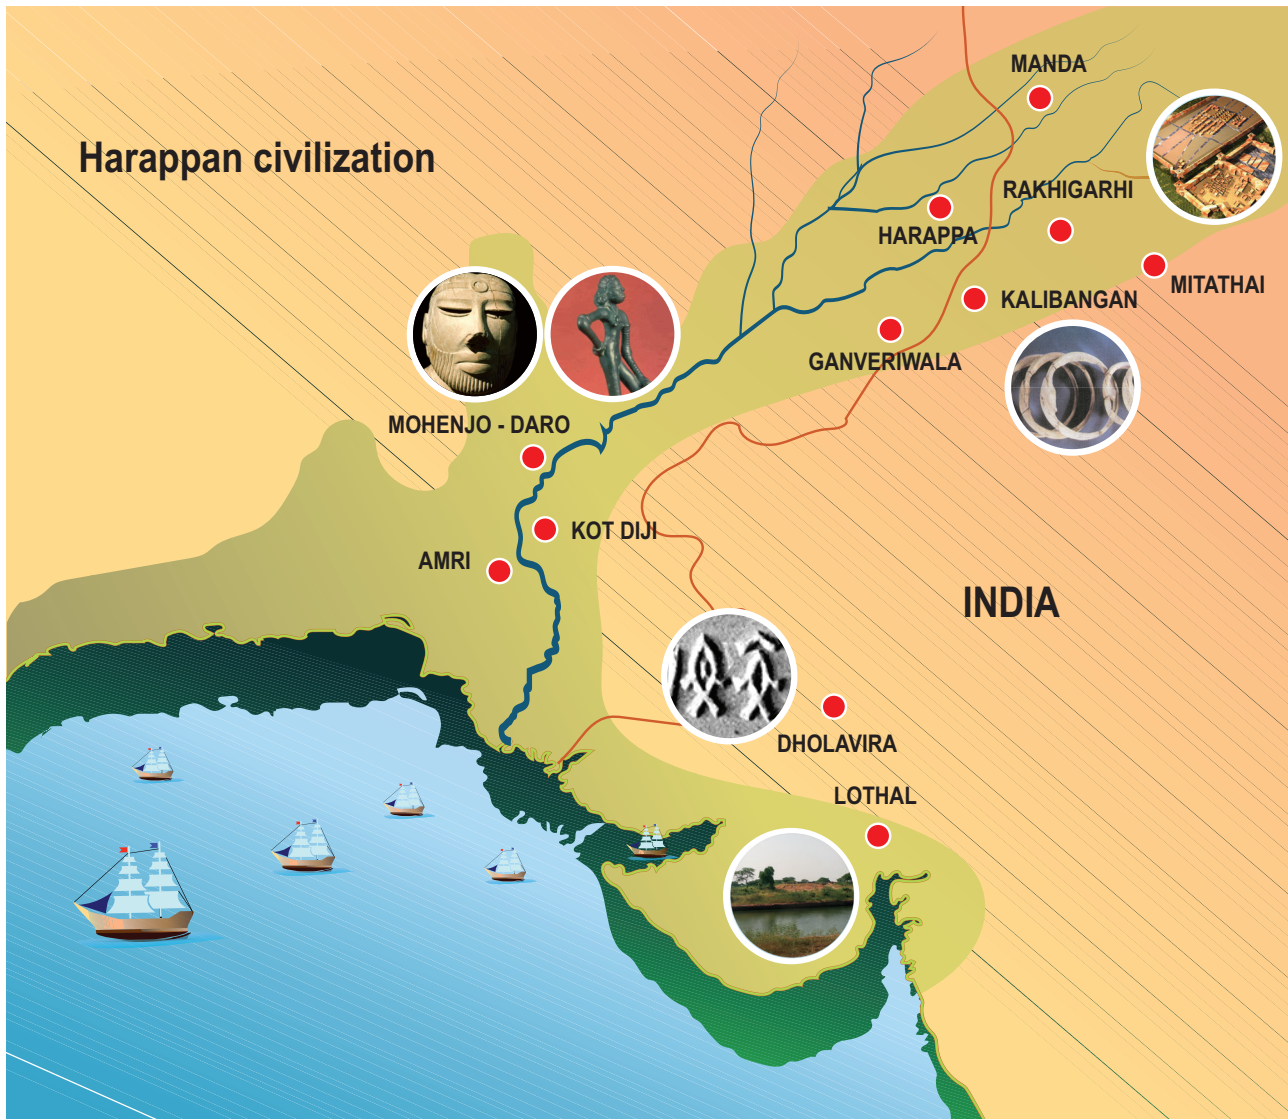 MANDA
Harappan civilization
RAKHIGARHI
HARAPPA
MITATHAI
KALIBANGAN
GANVERIWALA
MOHENJO - DARO
KOT DIJI
AMRI
INDIA
DHOLAVIRA
LOTHAL